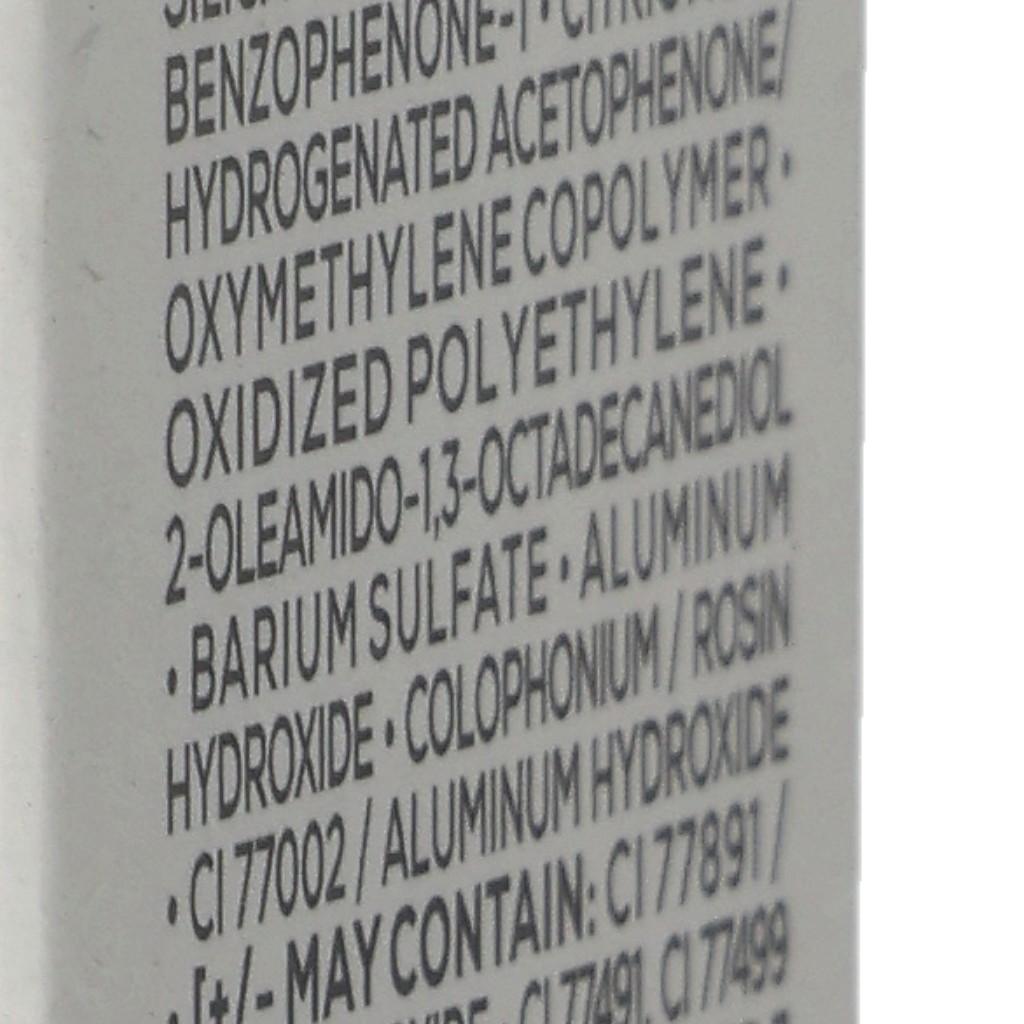 BENZOPHENONE-1 •
HYDROGENATED ACETOPHENONE/
OXYMETHYLENE COPOLYMER •
OXIDIZED POLYETHYLENE •
2-OLEAMIDO-1,3-OCTADECANEDIOL
• BARIUM SULFATE • ALUMINUM
HYDROXIDE • COLOPHONIUM / ROSIN
• CI 77002 / ALUMINUM HYDROXIDE
• [+/- MAY CONTAIN: CI 77891 /
• CI 77491, CI 77499